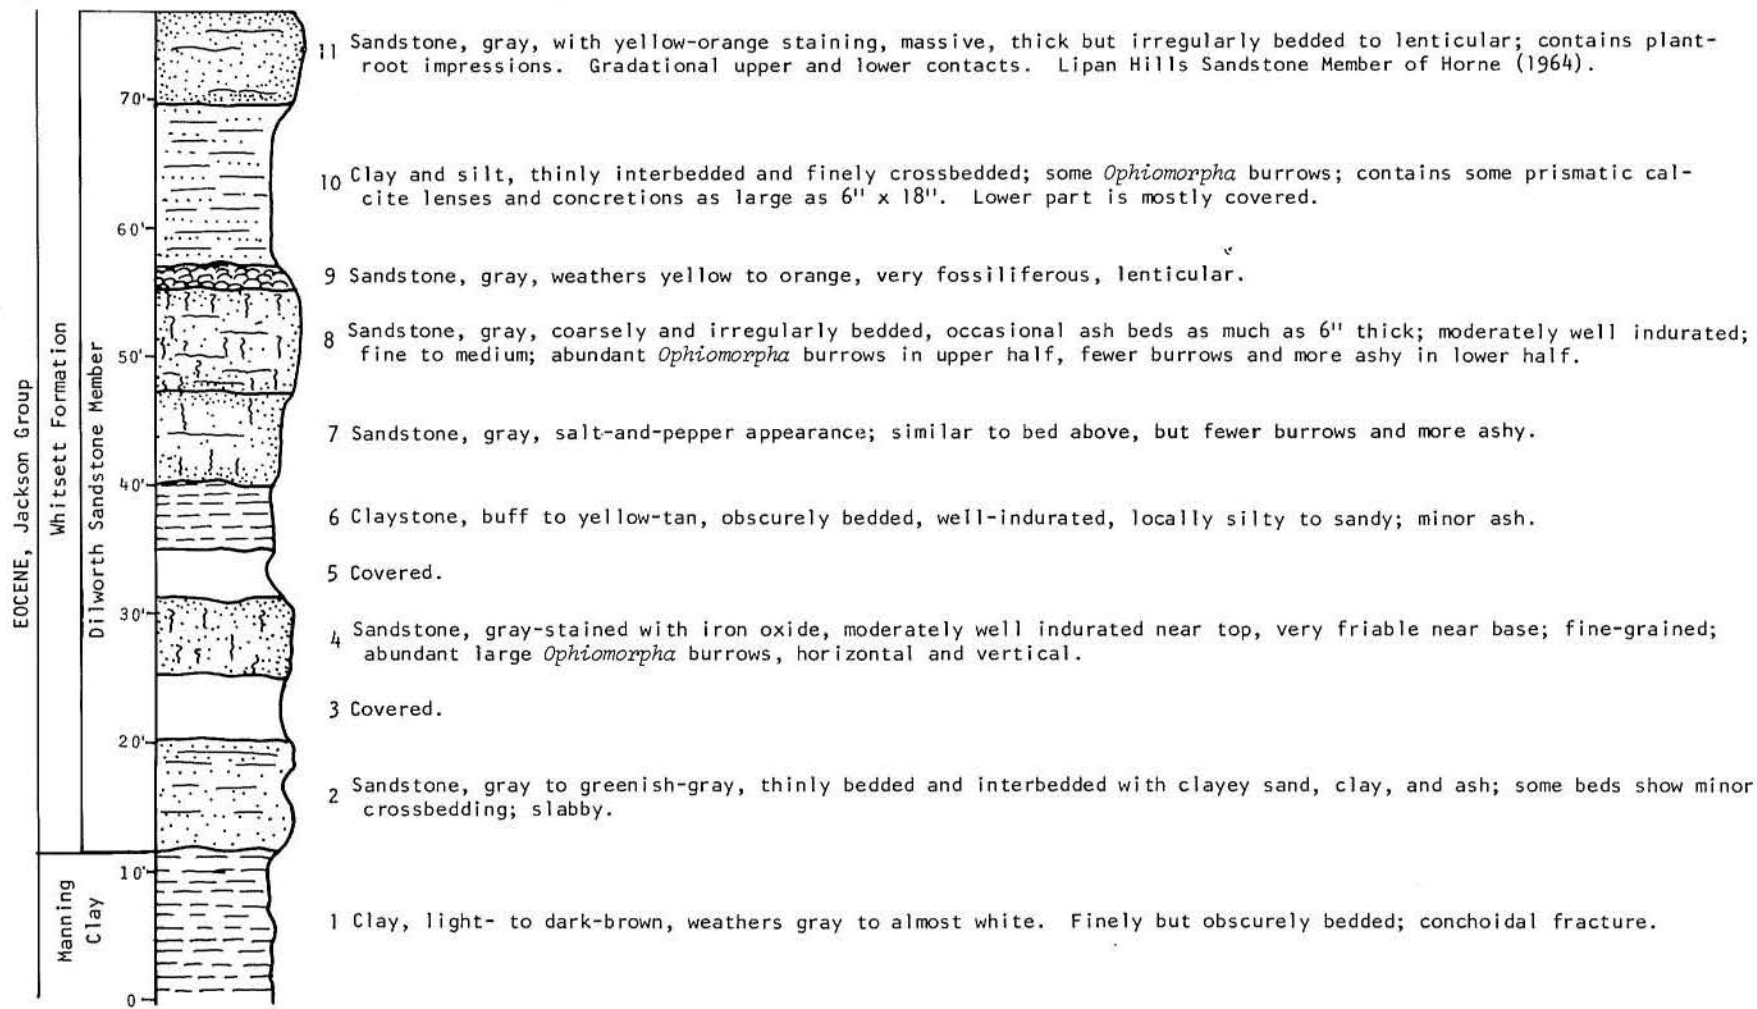 EOCENE, Jackson Group
Whitsett Formation
Dilworth Sandstone Member
Manning
Clay
70'
60'
50'
40'
30'
20'
10'
0
11 Sandstone, gray, with yellow-orange staining, massive, thick but irregularly bedded to lenticular; contains plant-
root impressions. Gradational upper and lower contacts. Lipan Hills Sandstone Member of Horne (1964).
10 Clay and silt, thinly interbedded and finely crossbedded; some Ophiomorpha burrows; contains some prismatic cal-
cite lenses and concretions as large as 6" x 18". Lower part is mostly covered.
9 Sandstone, gray, weathers yellow to orange, very fossiliferous, lenticular.
8 Sandstone, gray, coarsely and irregularly bedded, occasional ash beds as much as 6" thick; moderately well indurated;
fine to medium; abundant Ophiomorpha burrows in upper half, fewer burrows and more ashy in lower half.
7 Sandstone, gray, salt-and-pepper appearance; similar to bed above, but fewer burrows and more ashy.
6 Claystone, buff to yellow-tan, obscurely bedded, well-indurated, locally silty to sandy; minor ash.
5 Covered.
4 Sandstone, gray-stained with iron oxide, moderately well indurated near top, very friable near base; fine-grained;
abundant large Ophiomorpha burrows, horizontal and vertical.
3 Covered.
2 Sandstone, gray to greenish-gray, thinly bedded and interbedded with clayey sand, clay, and ash; some beds show minor
crossbedding; slabby.
1 Clay, light- to dark-brown, weathers gray to almost white. Finely but obscurely bedded; conchoidal fracture.